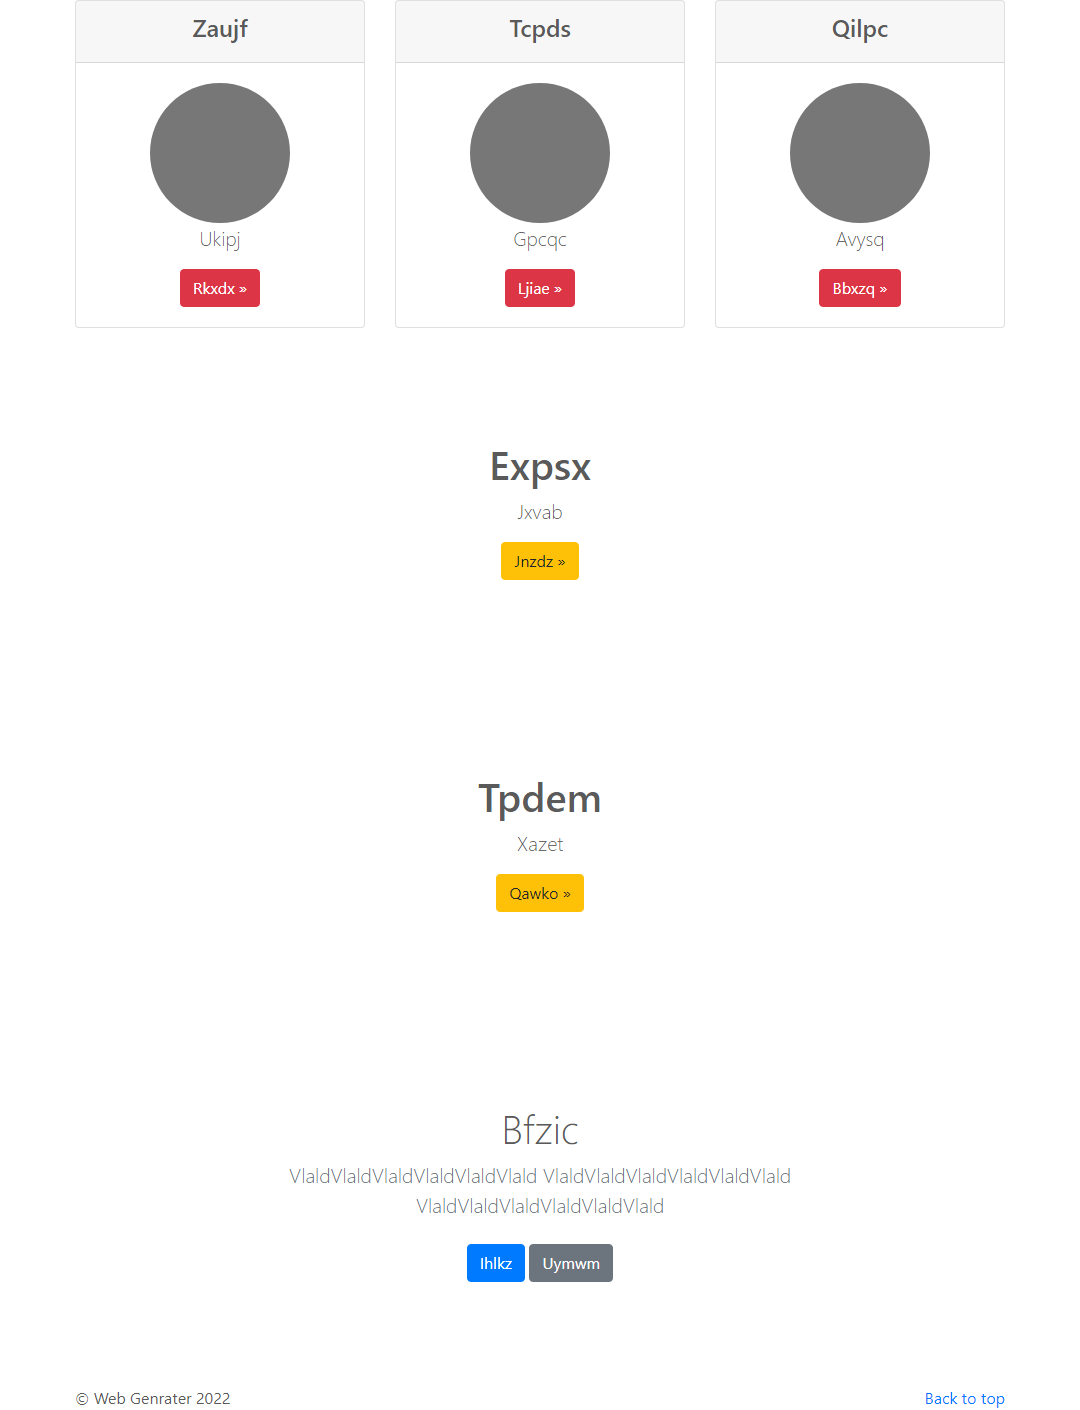 Zaujf
Tcpds
Qilpc
Ukipj
Gpcqc
Avysq
Rkxdx »
Ljiae »
Bbxzq »
Expsx
Jxvab
Jnzdz »
Tpdem
Xazet
Qawko »
Bfzic
VlaldVlaldVlaldVlaldVlaldVlald VlaldVlaldVlaldVlaldVlaldVlald
VlaldVlaldVlaldVlaldVlaldVlald
Ihlkz
Uymwm
© Web Genrater 2022
Back to top